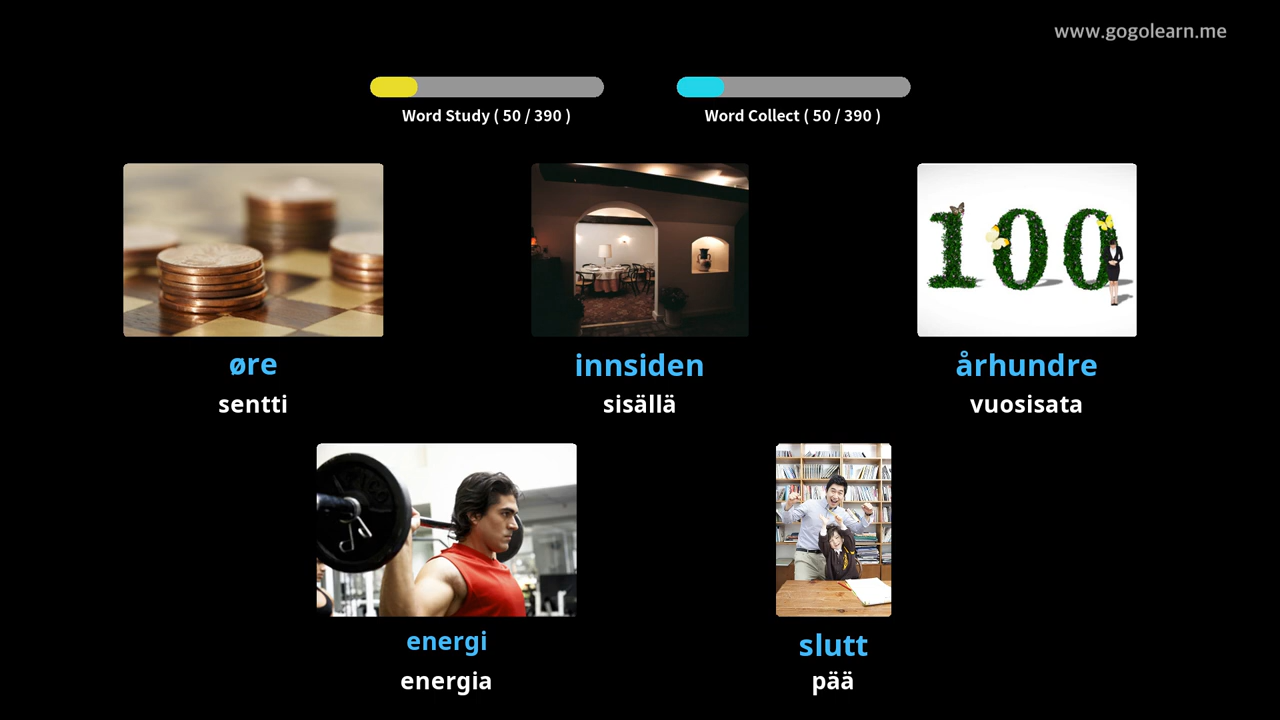 www.gogolearn.me
Word Study ( 50 / 390 )
Word Collect ( 50 / 390 )
øre
sentti
innsiden
sisällä
100
århundre
vuosisata
energi
energia
slutt
pää